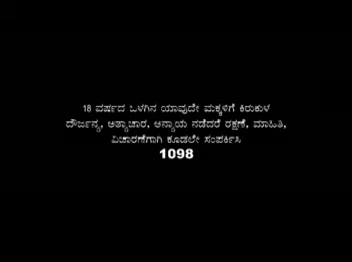 18 ವರ್ಷದ ಒಳಗಿನ ಯಾವುದೇ ಮಕ್ಕಳಿಗೆ ಕಿರುಕುಳ
ದೌರ್ಜನ್ಯ, ಅತ್ಯಾಚಾರ, ಅನ್ಯಾಯ ನಡೆದರೆ ರಕ್ಷಣೆ, ಮಾಹಿತಿ,
ವಿಚಾರಣೆಗಾಗಿ ಕೂಡಲೇ ಸಂಪರ್ಕಿಸಿ
1098